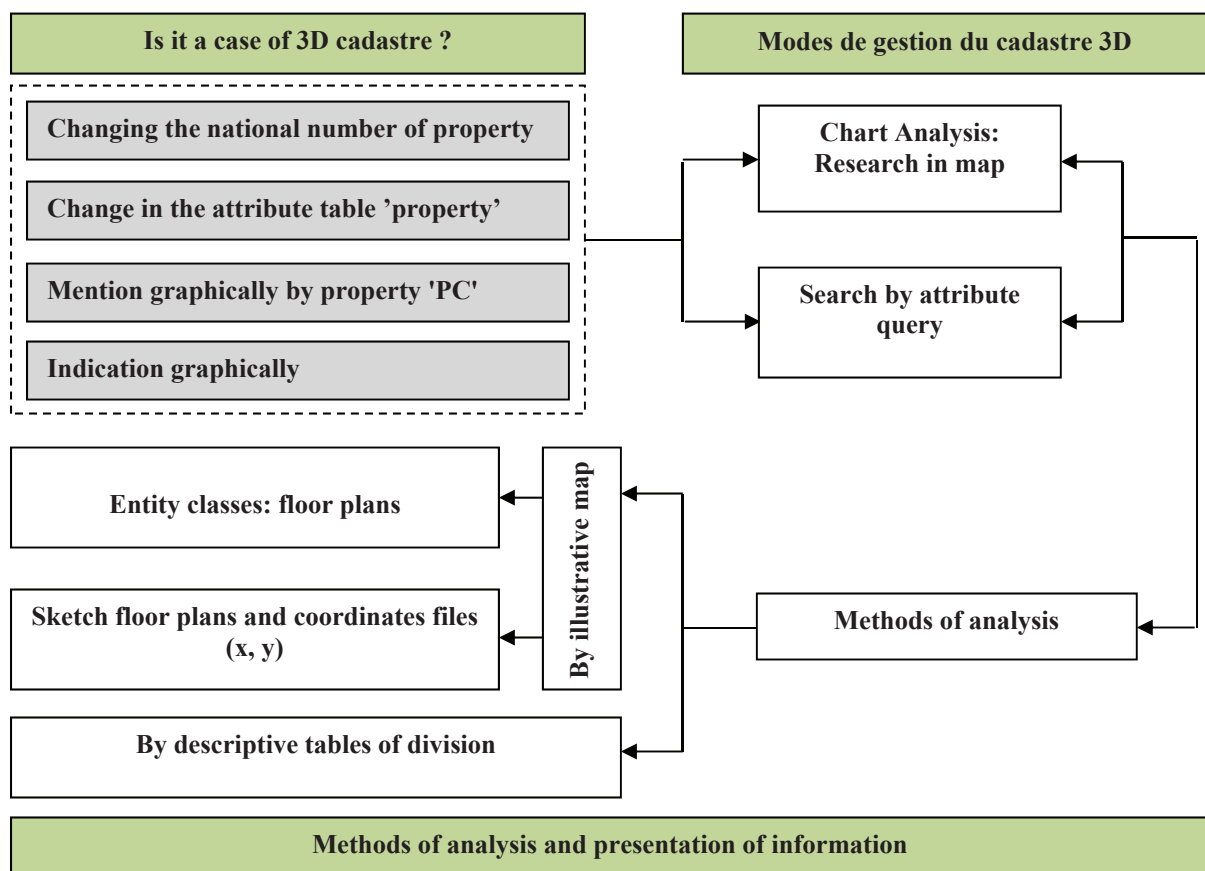 Is it a case of 3D cadastre ?
Modes de gestion du cadastre 3D
Changing the national number of property
Change in the attribute table ’property’
Mention graphically by property 'PC'
Indication graphically
Chart Analysis:
Research in map
Search by attribute
query
Entity classes: floor plans
Sketch floor plans and coordinates files
(x, y)
By illustrative map
Methods of analysis
By descriptive tables of division
Methods of analysis and presentation of information